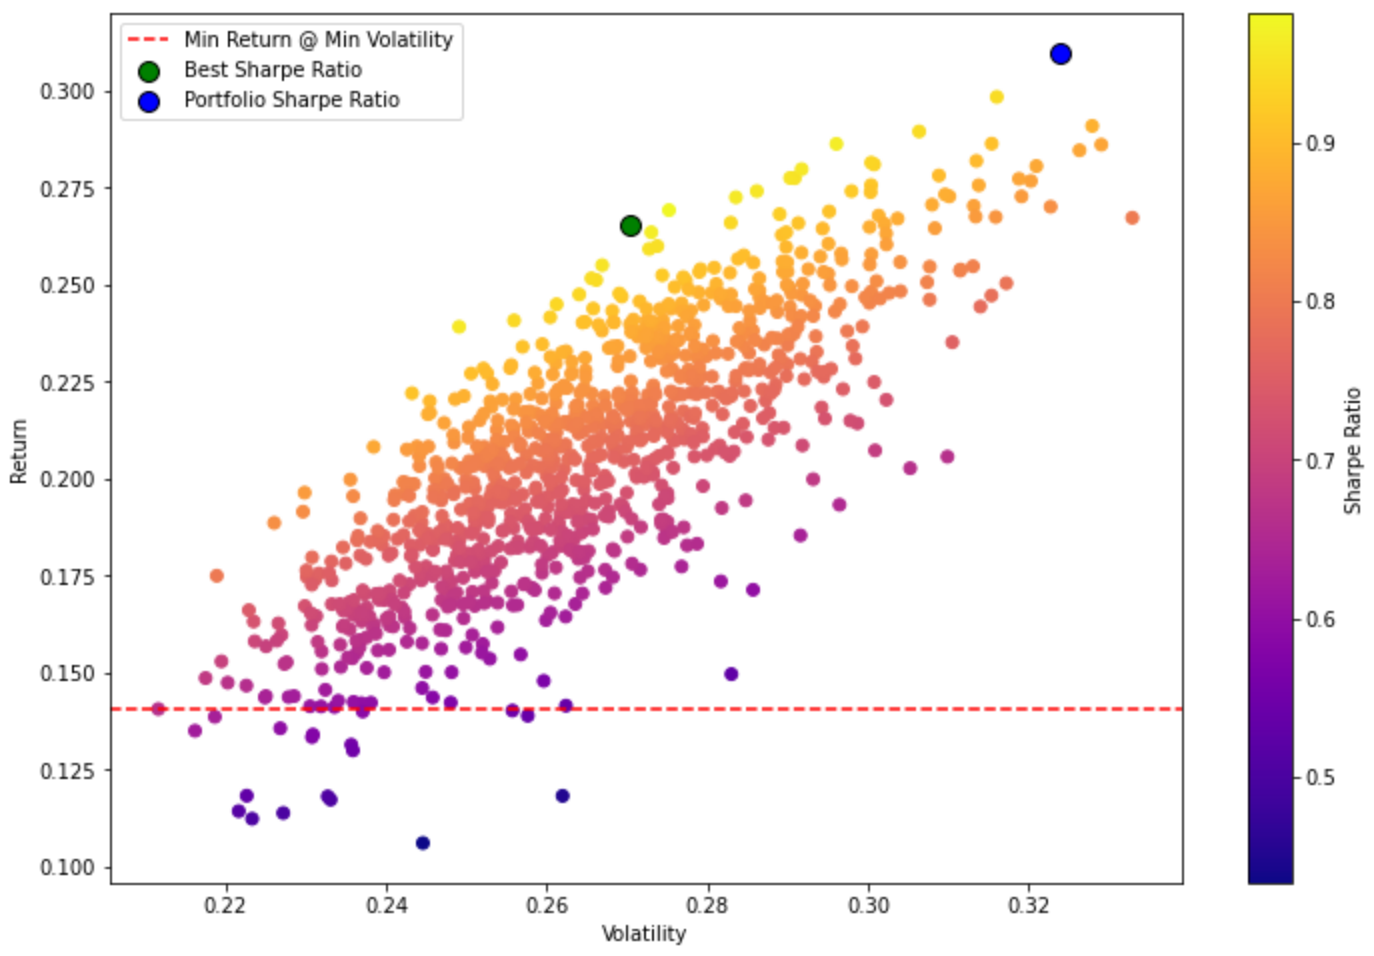 Min Return @ Min Volatility
Best Sharpe Ratio
Portfolio Sharpe Ratio
0.300
0.275
0.250
0.225
0.200
0.175
0.150
0.125
0.100
Return
0.22 0.24 0.26 0.28 0.30 0.32
Volatility
0.9
0.8
0.7
0.6
0.5
Sharpe Ratio